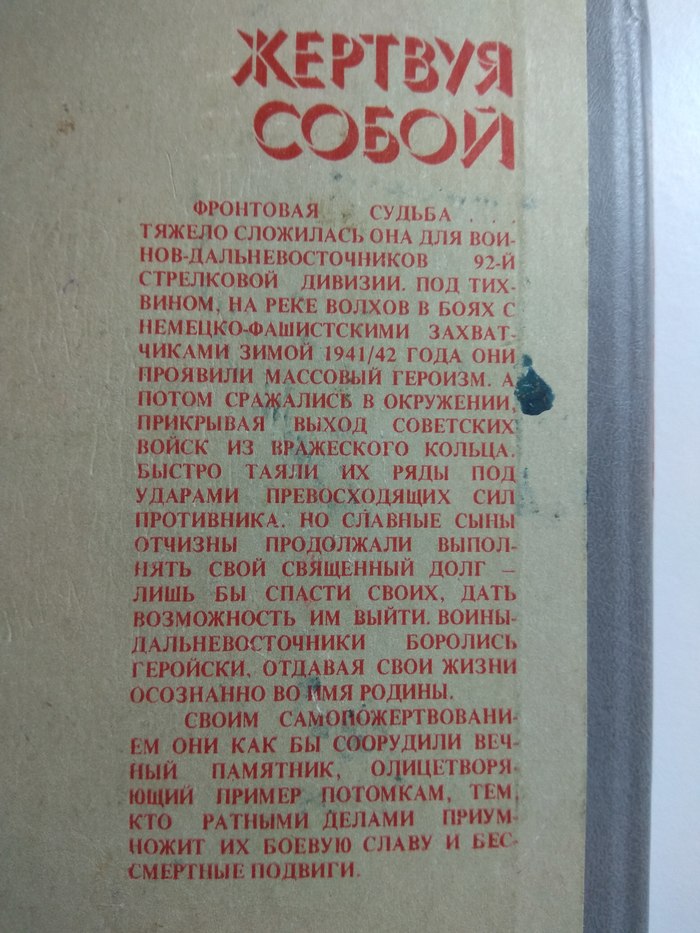 ЖЕРТВУЯ
СОБОЙ
ФРОНТОВАЯ СУДЬБА . . .
ТЯЖЕЛО СЛОЖИЛАСЬ ОНА ДЛЯ ВОИ-
НОВ-ДАЛЬНЕВОСТОЧНИКОВ 92-Й
СТРЕЛКОВОЙ ДИВИЗИИ. ПОД ТИХ-
ВИНОМ, НА РЕКЕ ВОЛХОВ В БОЯХ С
НЕМЕЦКО-ФАШИСТСКИМИ ЗАХВАТ-
ЧИКАМИ ЗИМОЙ 1941/42 ГОДА ОНИ
ПРОЯВИЛИ МАССОВЫЙ ГЕРОИЗМ. А
ПОТОМ СРАЖАЛИСЬ В ОКРУЖЕНИИ,
ПРИКРЫВАЯ ВЫХОД СОВЕТСКИХ
ВОЙСК ИЗ ВРАЖЕСКОГО КОЛЬЦА.
БЫСТРО ТАЯЛИ ИХ РЯДЫ ПОД
УДАРАМИ ПРЕВОСХОДЯЩИХ СИЛ
ПРОТИВНИКА. НО СЛАВНЫЕ СЫНЫ
ОТЧИЗНЫ ПРОДОЛЖАЛИ ВЫПОЛ-
НЯТЬ СВОЙ СВЯЩЕННЫЙ ДОЛГ –
ЛИШЬ БЫ СПАСТИ СВОИХ, ДАТЬ
ВОЗМОЖНОСТЬ ИМ ВЫЙТИ. ВОИНЫ-
ДАЛЬНЕВОСТОЧНИКИ БОРОЛИСЬ
ГЕРОЙСКИ, ОТДАВАЯ СВОИ ЖИЗНИ
ОСОЗНАННО ВО ИМЯ РОДИНЫ.
СВОИМ САМОПОЖЕРТВОВАНИ-
ЕМ ОНИ КАК БЫ СООРУДИЛИ ВЕЧ-
НЫЙ ПАМЯТНИК, ОЛИЦЕТВОРЯ-
ЮЩИЙ ПРИМЕР ПОТОМКАМ, ТЕМ,
КТО РАТНЫМИ ДЕЛАМИ ПРИУМ-
НОЖИТ ИХ БОЕВУЮ СЛАВУ И БЕС-
СМЕРТНЫЕ ПОДВИГИ.